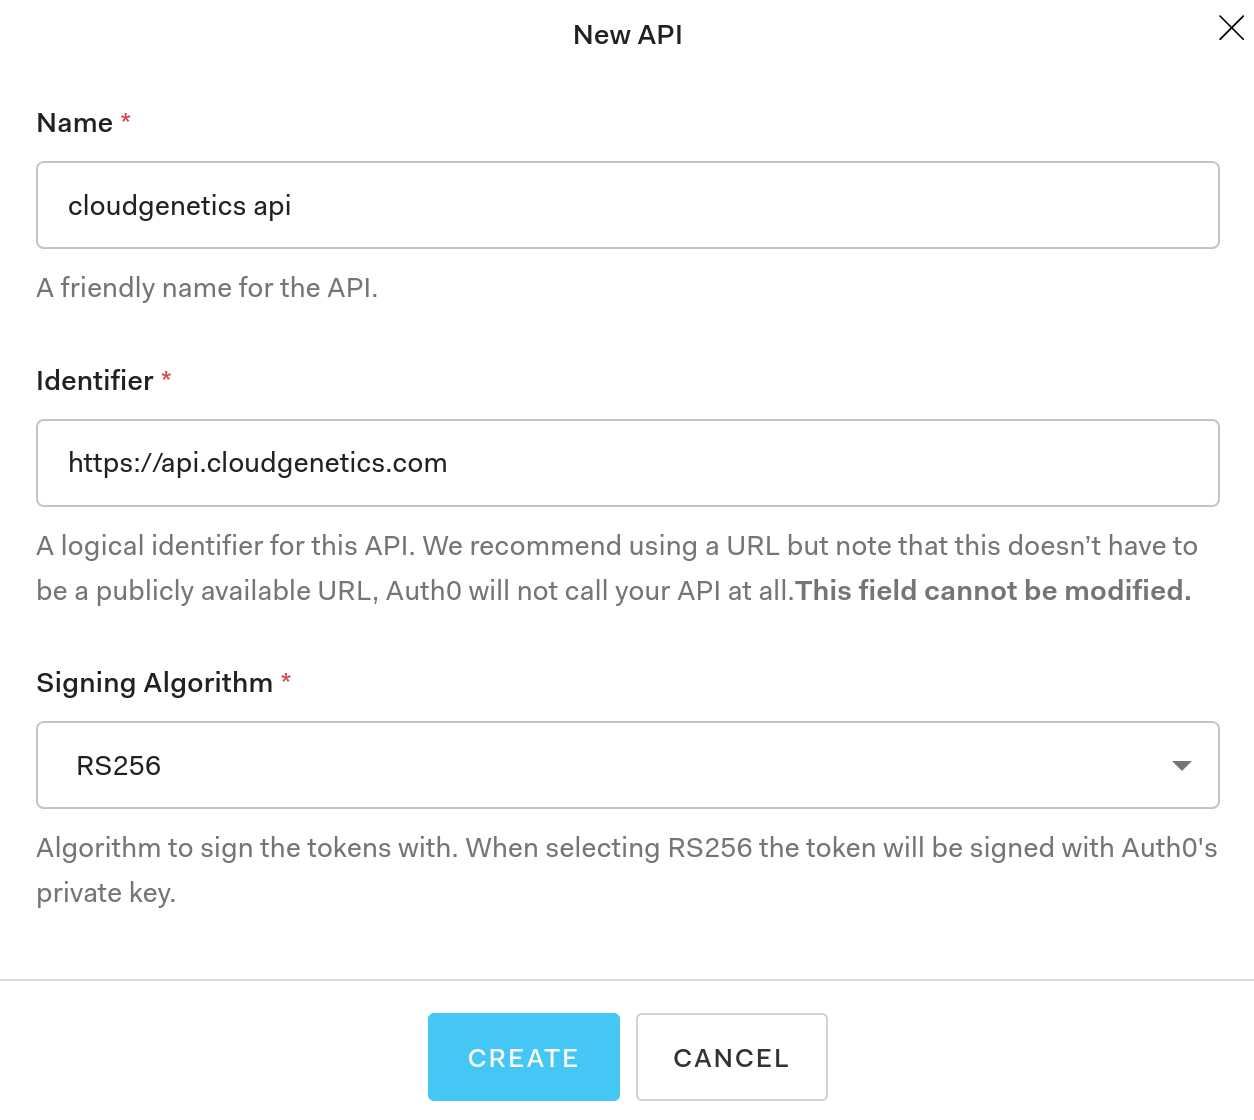 New API
Name *
cloudgenetics api
A friendly name for the API.
Identifier *
https://api.cloudgenetics.com
A logical identifier for this API. We recommend using a URL but note that this doesn’t have to
be a publicly available URL, Auth0 will not call your API at all.This field cannot be modified.
Signing Algorithm *
RS256
Algorithm to sign the tokens with. When selecting RS256 the token will be signed with Auth0's
private key.
CREATE CANCEL